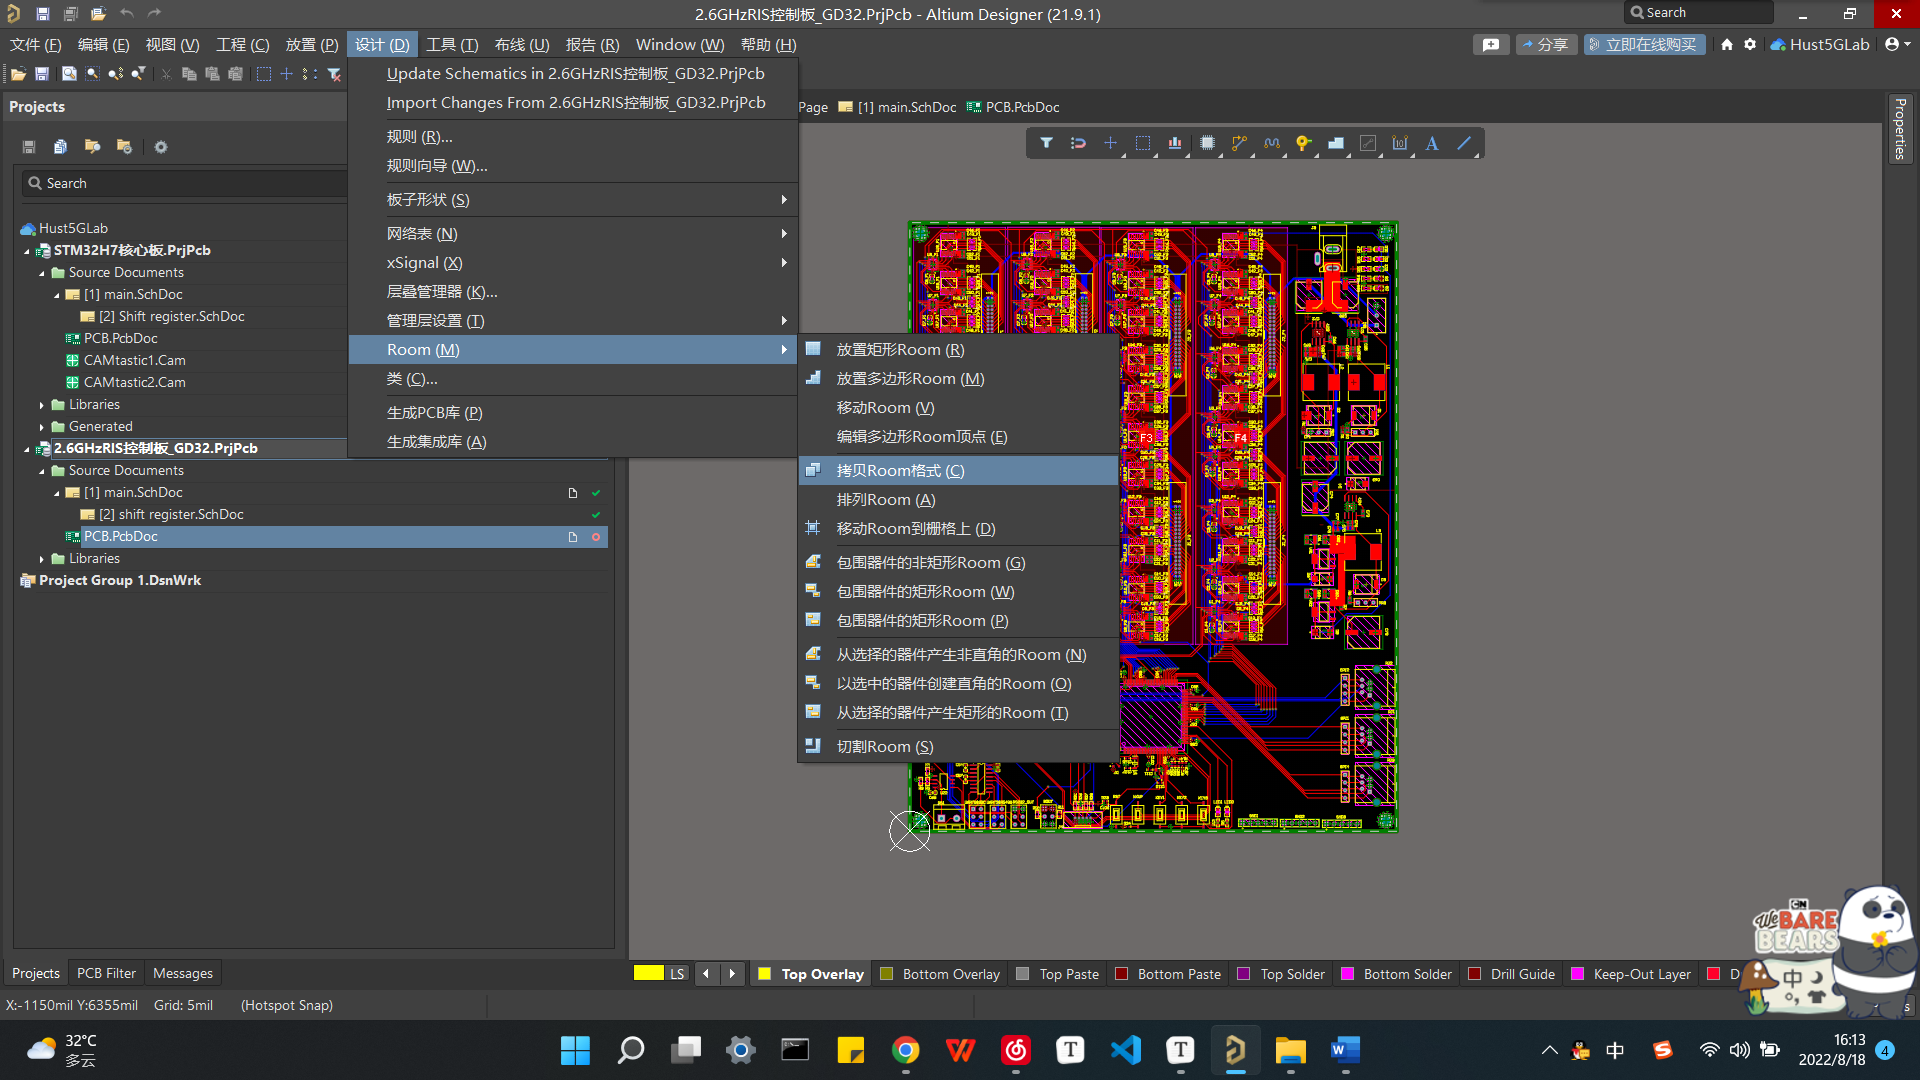 2.6GHzRIS控制板_GD32.PrjPcb - Altium Designer (21.9.1)
Search
文件 (F) 编辑 (E) 视图 (V) 工程 (C) 放置 (P) 设计 (D) 工具 (T) 布线 (U) 报告 (R) Window (W) 帮助 (H)
分享 立即在线购买 Hust5GLab
Projects
Search
Hust5GLab
STM32H7核心板.PrjPcb
Source Documents
[1] main.SchDoc
[2] Shift register.SchDoc
PCB.PcbDoc
CAMtastic1.Cam
CAMtastic2.Cam
Libraries
Generated
2.6GHzRIS控制板_GD32.PrjPcb
Source Documents
[1] main.SchDoc
[2] shift register.SchDoc
PCB.PcbDoc
Libraries
Project Group 1.DsnWrk
Update Schematics in 2.6GHzRIS控制板_GD32.PrjPcb
Import Changes From 2.6GHzRIS控制板_GD32.PrjPcb
规则 (R)...
规则向导 (W)...
板子形状 (S)
网络表 (N)
xSignal (X)
层叠管理器 (K)...
管理层设置 (T)
Room (M)
类 (C)...
生成PCB库 (P)
生成集成库 (A)
Page [1] main.SchDoc PCB.PcbDoc
Properties
放置矩形Room (R)
放置多边形Room (M)
移动Room (V)
编辑多边形Room顶点 (E)
拷贝Room格式 (C)
排列Room (A)
移动Room到栅格上 (D)
包围器件的非矩形Room (G)
包围器件的矩形Room (W)
包围器件的矩形Room (P)
从选择的器件产生非直角的Room (N)
以选中的器件创建直角的Room (O)
从选择的器件产生矩形的Room (T)
切割Room (S)
F3 F4
CN
We BARE BEARS
中
Projects PCB Filter Messages
LS Top Overlay Bottom Overlay Top Paste Bottom Paste Top Solder Bottom Solder Drill Guide Keep-Out Layer D
X:-1150mil Y:6355mil Grid: 5mil (Hotspot Snap)
32°C
多云
中
16:13
2022/8/18
4